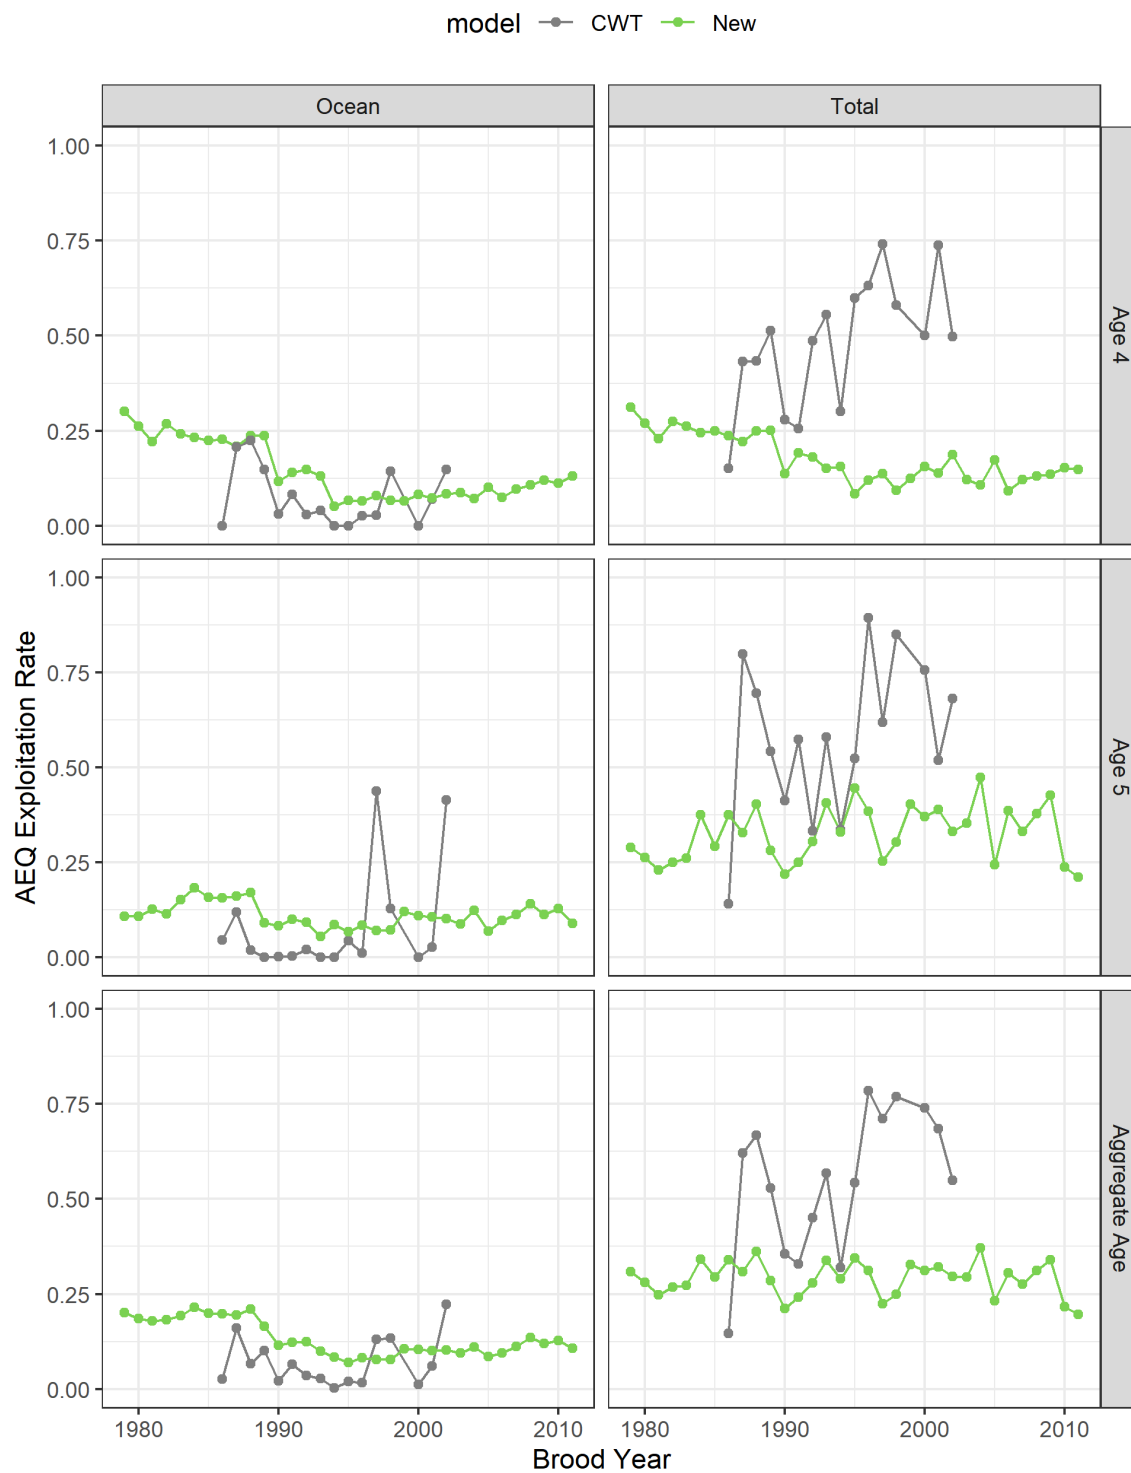 model CWT New
Ocean Total
1.00
0.75
0.50
0.25
0.00
Age 4
1.00
0.75
0.50
0.25
0.00
Age 5
1.00
0.75
0.50
0.25
0.00
Aggregate Age
AEQ Exploitation Rate
1980 1990 2000 2010 1980 1990 2000 2010
Brood Year